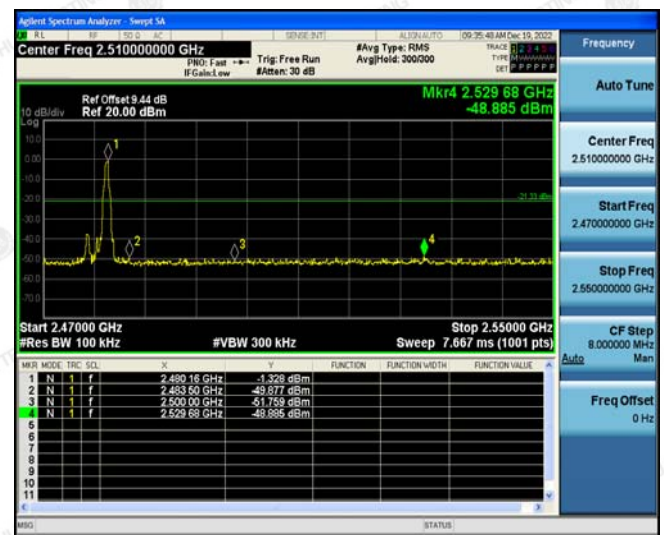 Agilent Spectrum Analyzer - Swept SA
RL RF 50 Ω AC SENSE:INT ALIGN AUTO 09:35:48 AM Dec 19, 2022
Center Freq 2.510000000 GHz
PNO: Fast Trig: Free Run
IFGain:Low #Atten: 30 dB
#Avg Type: RMS
Avg|Hold: 300/300
TRACE 1 2 3 4 5 6
TYPE
DET P P P P P P
Mkr4 2.529 68 GHz
-48.885 dBm
Ref Offset 9.44 dB
10 dB/div Ref 20.00 dBm
Log
10.0
0.00
-10.0
-20.0
-30.0
-40.0
-50.0
-60.0
-70.0
1
2
3
4
-21.33 dBm
Start 2.47000 GHz Stop 2.55000 GHz
#Res BW 100 kHz #VBW 300 kHz Sweep 7.667 ms (1001 pts)
MKR MODE TRC SCL X Y FUNCTION FUNCTION WIDTH FUNCTION VALUE
1 N 1 f 2.480 16 GHz -1.328 dBm
2 N 1 f 2.483 50 GHz -49.877 dBm
3 N 1 f 2.500 00 GHz -51.759 dBm
4 N 1 f 2.529 68 GHz -48.885 dBm
5
6
7
8
9
10
11
MSG STATUS
Frequency
Auto Tune
Center Freq
2.510000000 GHz
Start Freq
2.470000000 GHz
Stop Freq
2.550000000 GHz
CF Step
8.000000 MHz
Auto Man
Freq Offset
0 Hz